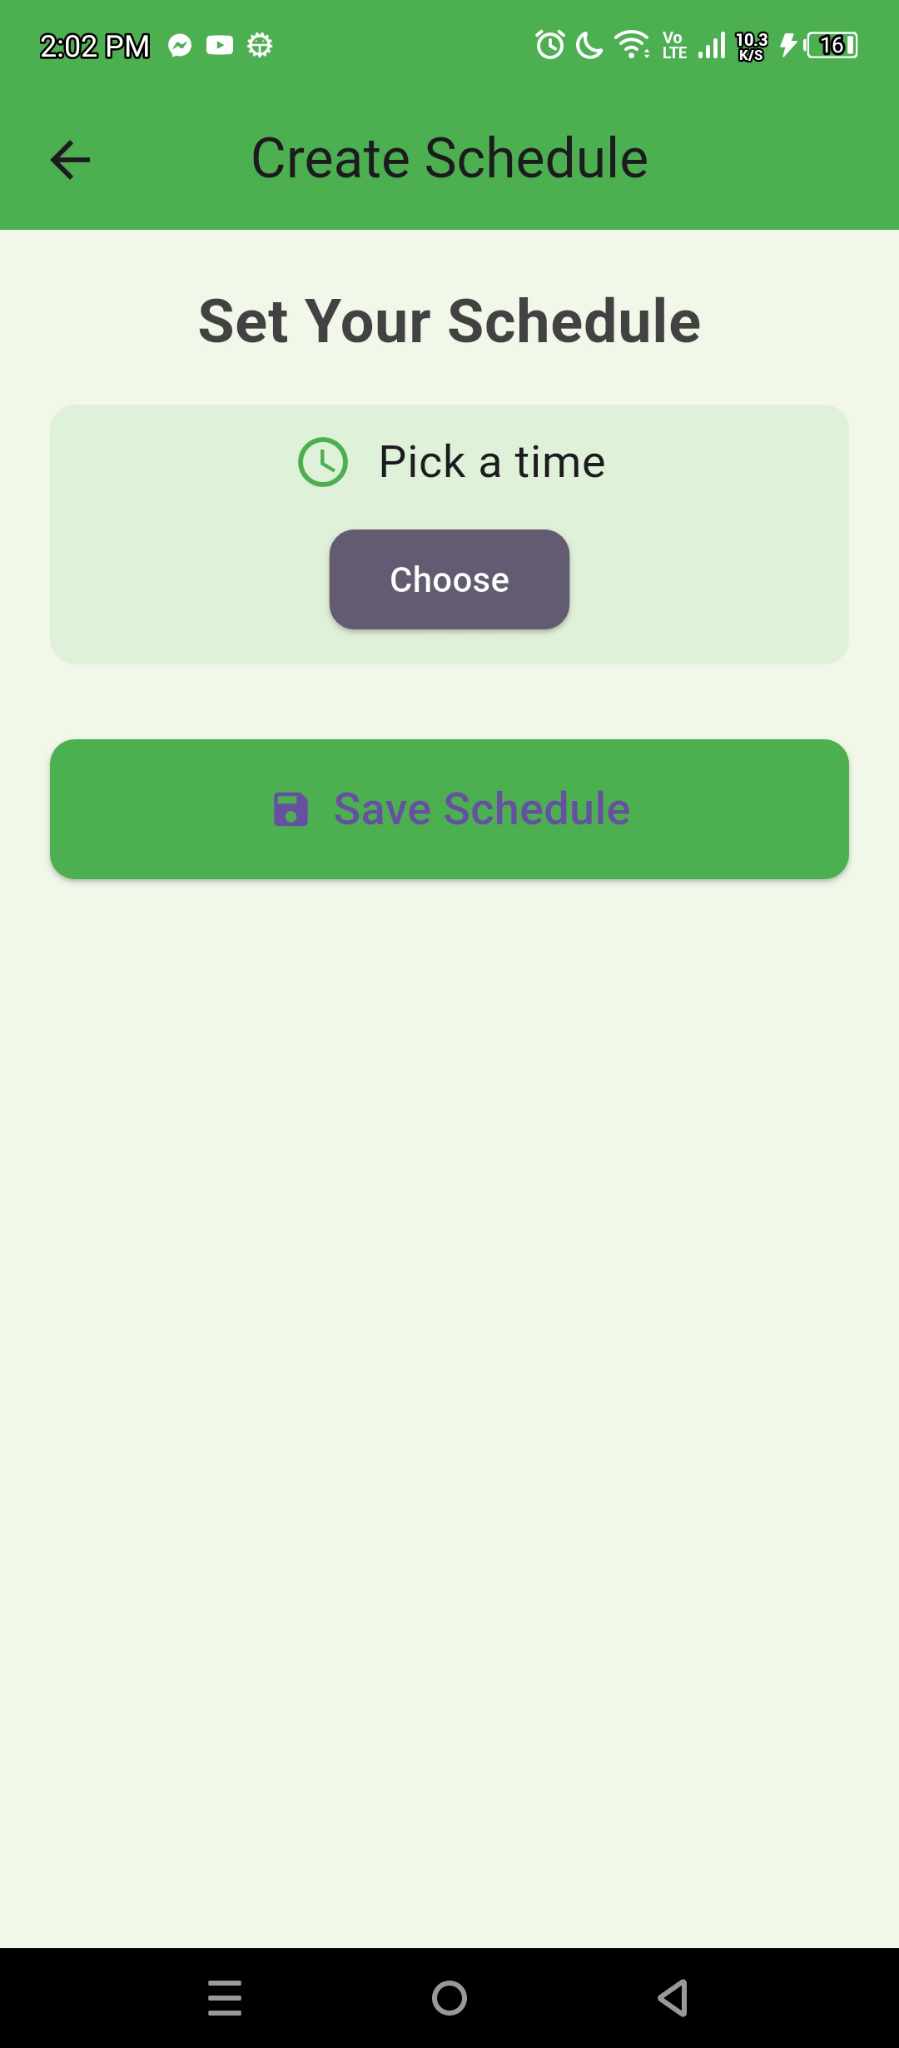 2:02 PM Vo LTE 10.3 K/S 16
Create Schedule
Set Your Schedule
Pick a time
Choose
Save Schedule